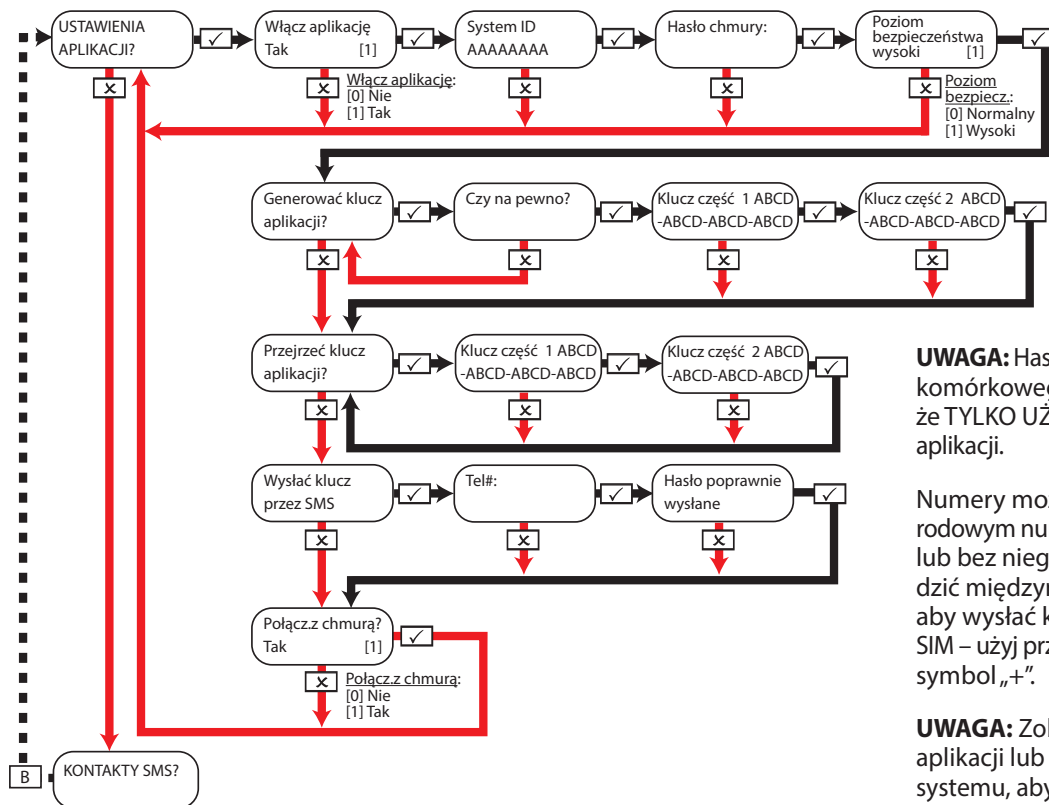 USTAWIENIA
APLIKACJI?
Włącz aplikację
Tak [1]
System ID
AAAAAAAA
Hasło chmury:
Poziom
bezpieczeństwa
wysoki [1]
Włącz aplikację:
[0] Nie
[1] Tak
Poziom
bezpiecz.:
[0] Normalny
[1] Wysoki
Generować klucz
aplikacji?
Czy na pewno?
Klucz część 1 ABCD
-ABCD-ABCD-ABCD
Klucz część 2 ABCD
-ABCD-ABCD-ABCD
Przejrzeć klucz
aplikacji?
Klucz część 1 ABCD
-ABCD-ABCD-ABCD
Klucz część 2 ABCD
-ABCD-ABCD-ABCD
Wysłać klucz
przez SMS
Tel#:
Hasło poprawnie
wysłane
Połącz.z chmurą?
Tak [1]
Połącz.z chmurą:
[0] Nie
[1] Tak
B
KONTAKTY SMS?
UWAGA: Has
komórkoweg
że TYLKO UŻ
aplikacji.
Numery moż
rodowym nu
lub bez nieg
dzić międzyn
aby wysłać k
SIM – użyj prz
symbol „+”.
UWAGA: Zob
aplikacji lub
systemu, aby